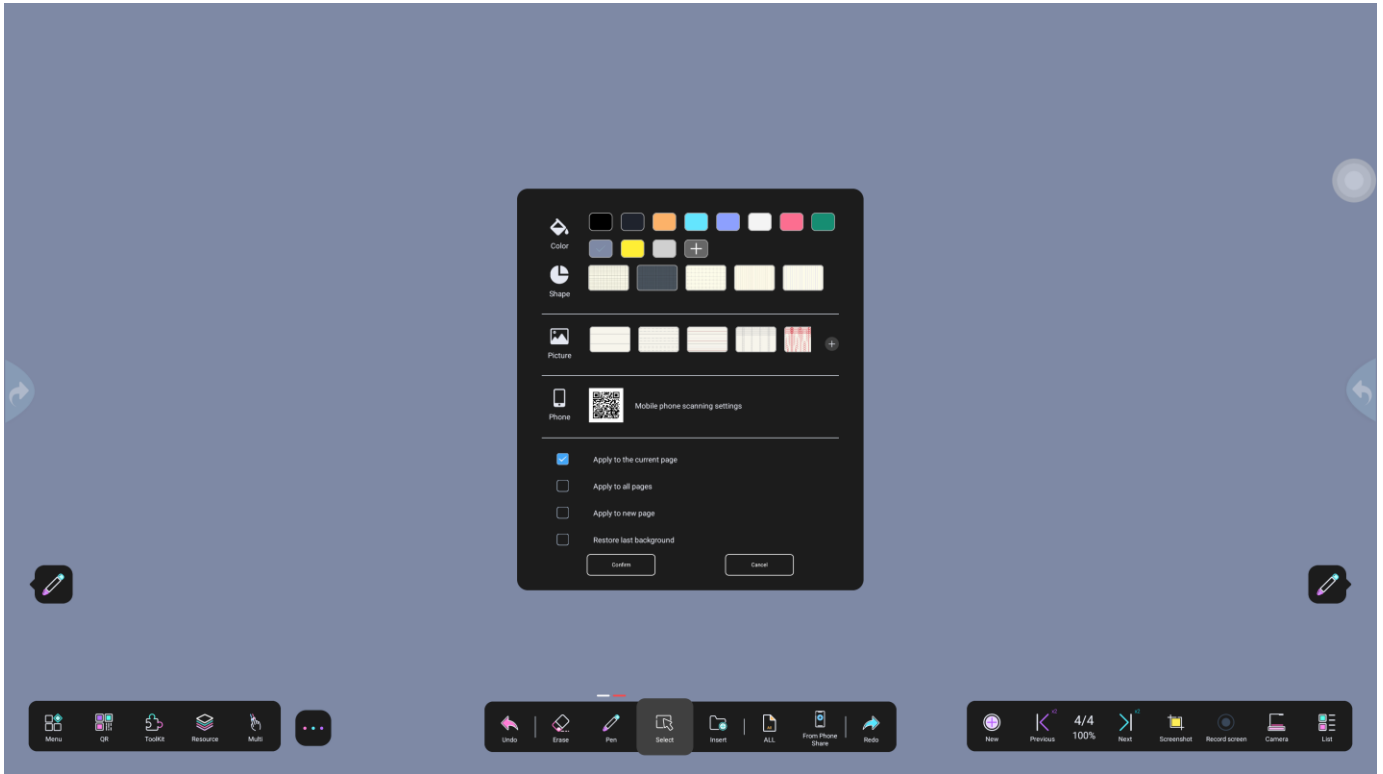 Color
Shape
Picture
Phone
Mobile phone scanning settings
Apply to the current page
Apply to all pages
Apply to new page
Restore last background
Confirm
Cancel
Menu
QR
ToolKit
Resource
Multi
Undo
Erase
Pen
Select
Insert
ALL
From Phone
Share
Redo
New
x2
Previous
4/4
100%
x3
Next
Screenshot
Record screen
Camera
List